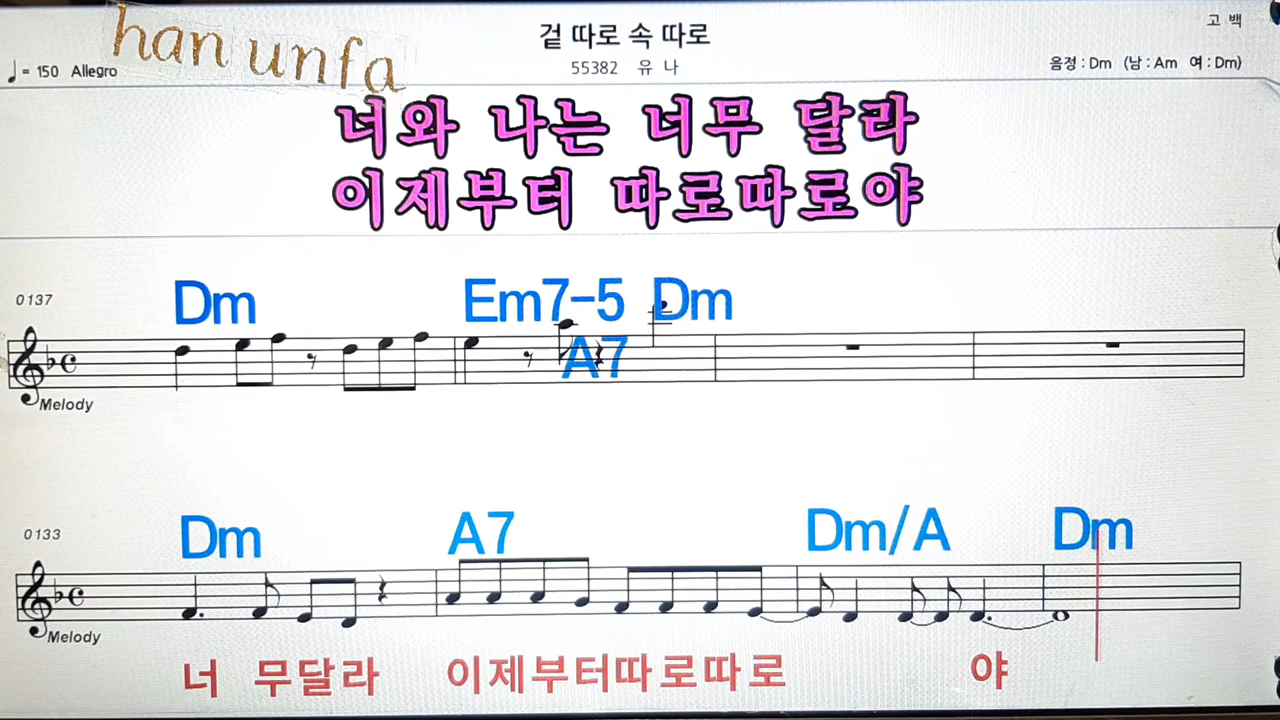 han unfa
겉 따로 속 따로
고 백
♩= 150 Allegro
55382 유 나
음정 : Dm (남 : Am 여 : Dm)
너와 나는 너무 달라
이제부터 따로따로야
0137
Dm Em7-5 Dm
A7
Melody
0133
Dm A7 Dm/A Dm
Melody
너 무달라 이제부터따로따로 야